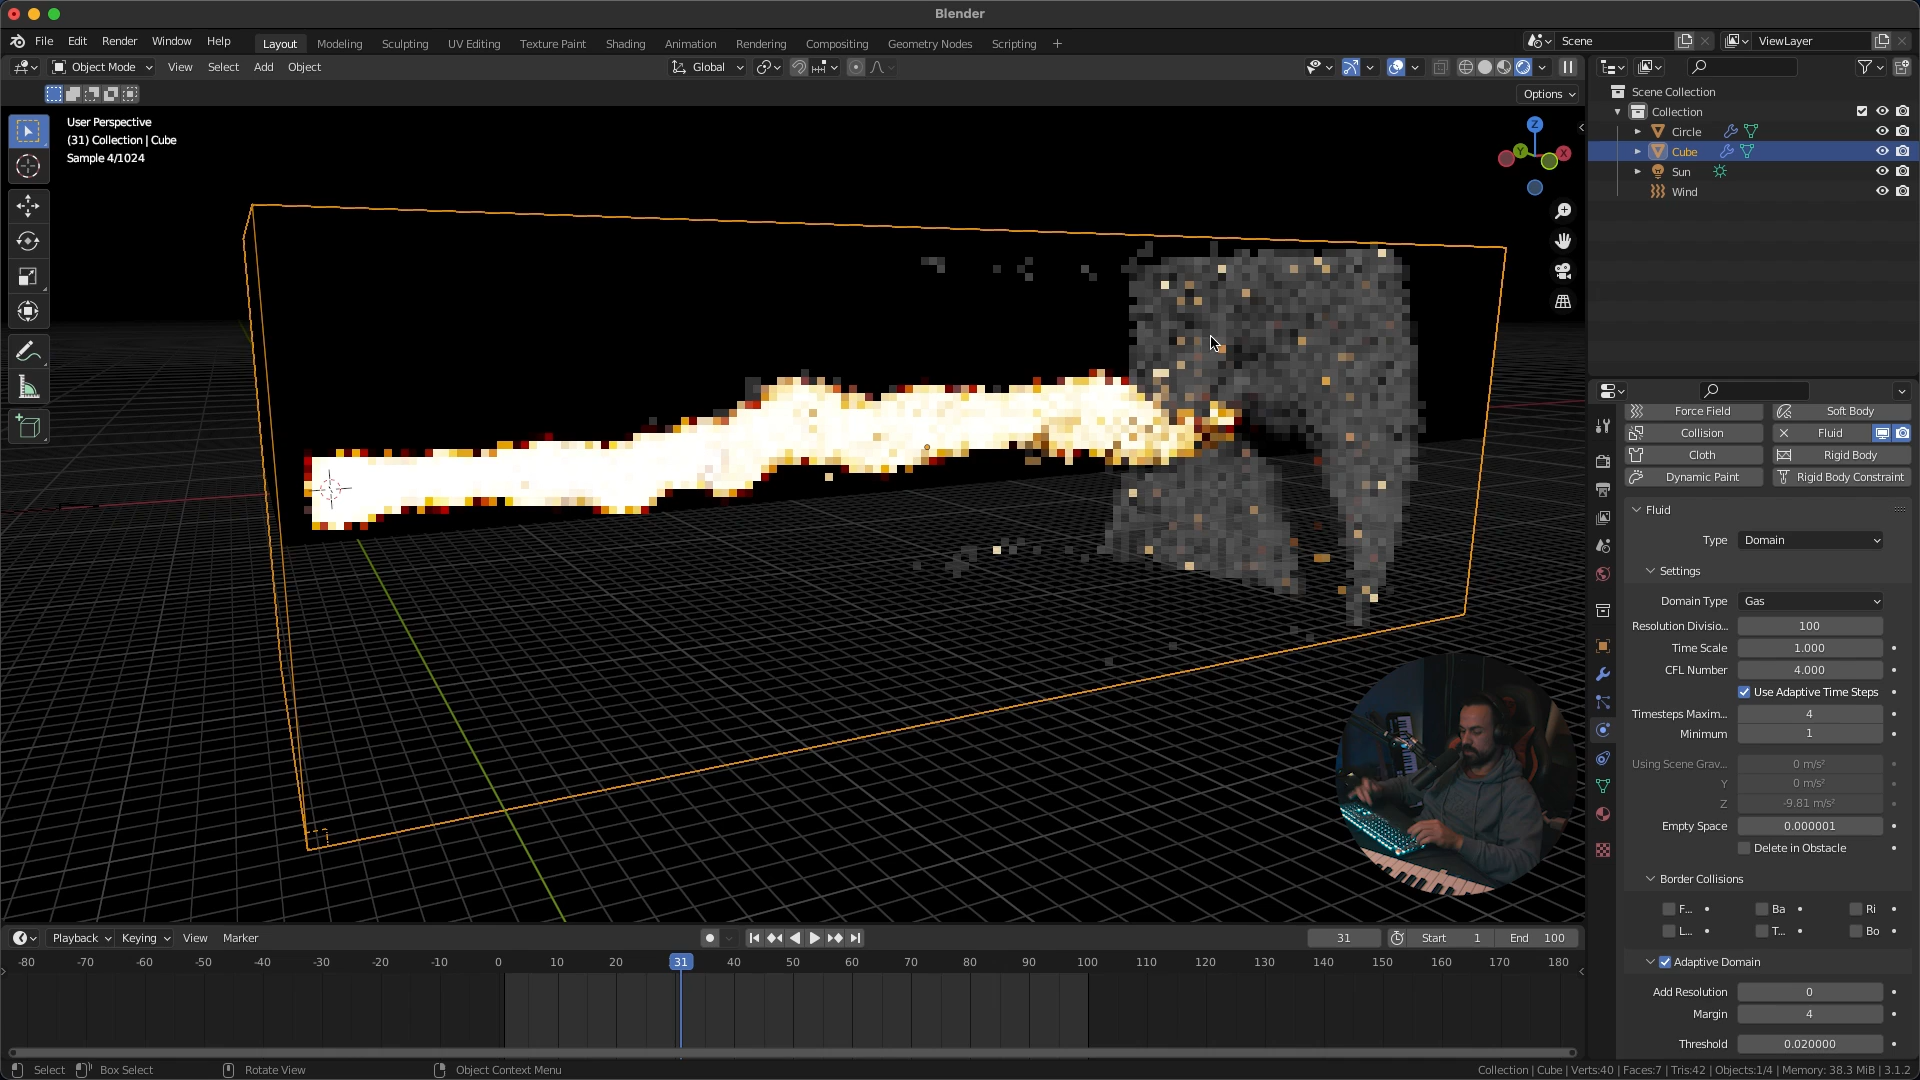 Blender
File Edit Render Window Help
Layout Modeling Sculpting UV Editing Texture Paint Shading Animation Rendering Compositing Geometry Nodes Scripting +
Scene
ViewLayer
Object Mode View Select Add Object
Global
Options
User Perspective
(31) Collection | Cube
Sample 4/1024
Z
Y
X
Scene Collection
Collection
Circle
Cube
Sun
Wind
Force Field Soft Body
Collision Fluid
Cloth Rigid Body
Dynamic Paint Rigid Body Constraint
Fluid
Type Domain
Settings
Domain Type Gas
Resolution Divisio... 100
Time Scale 1.000
CFL Number 4.000
Use Adaptive Time Steps
Timesteps Maxim... 4
Minimum 1
Using Scene Grav... 0 m/s²
Y 0 m/s²
Z -9.81 m/s²
Empty Space 0.000001
Delete in Obstacle
Border Collisions
F... Ba Ri
L... T... Bo
Adaptive Domain
Add Resolution 0
Margin 4
Threshold 0.020000
Playback Keying View Marker
31 Start 1 End 100
-80 -70 -60 -50 -40 -30 -20 -10 0 10 20 31 40 50 60 70 80 90 100 110 120 130 140 150 160 170 180
Select Box Select Rotate View Object Context Menu
Collection | Cube | Verts:40 | Faces:7 | Tris:42 | Objects:1/4 | Memory: 38.3 MiB | 3.1.2